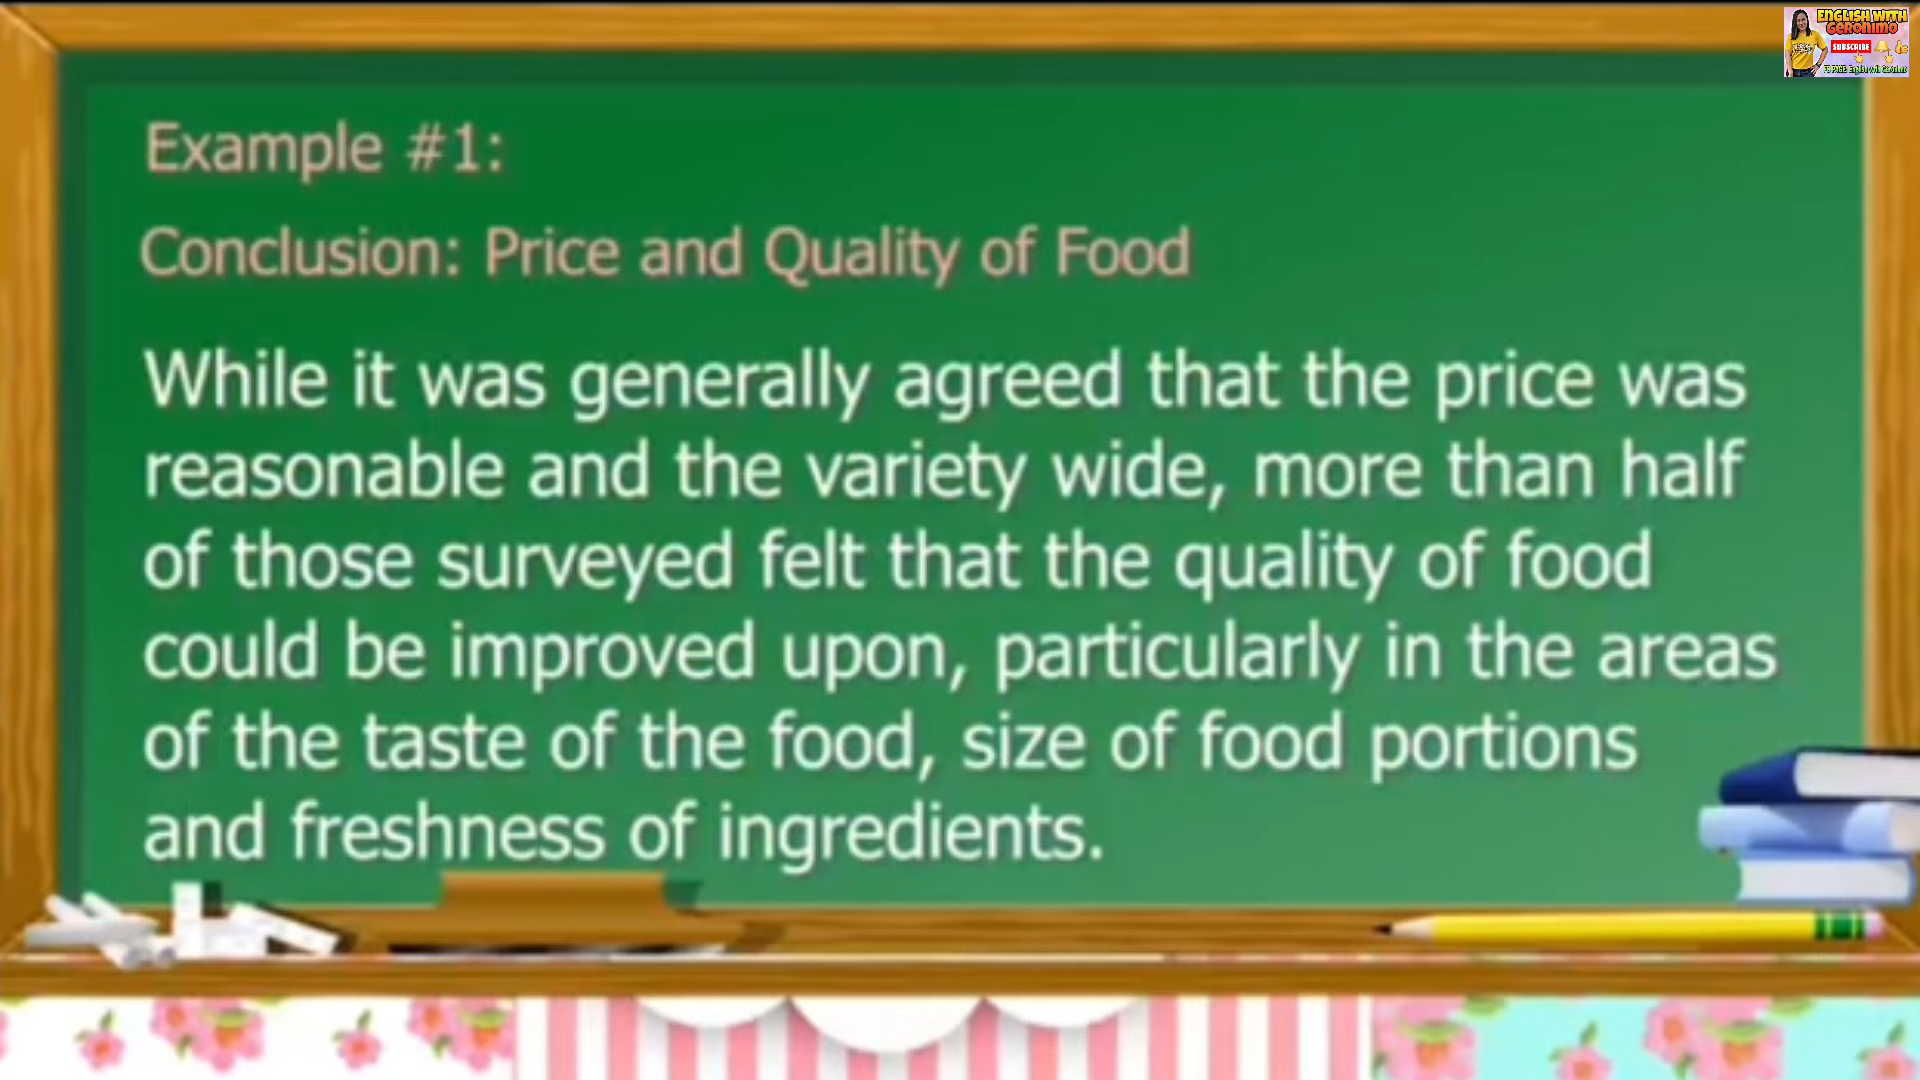 ENGLISH WITH
GERONIMO
SUBSCRIBE
Example #1:
Conclusion: Price and Quality of Food
While it was generally agreed that the price was
reasonable and the variety wide, more than half
of those surveyed felt that the quality of food
could be improved upon, particularly in the areas
of the taste of the food, size of food portions
and freshness of ingredients.